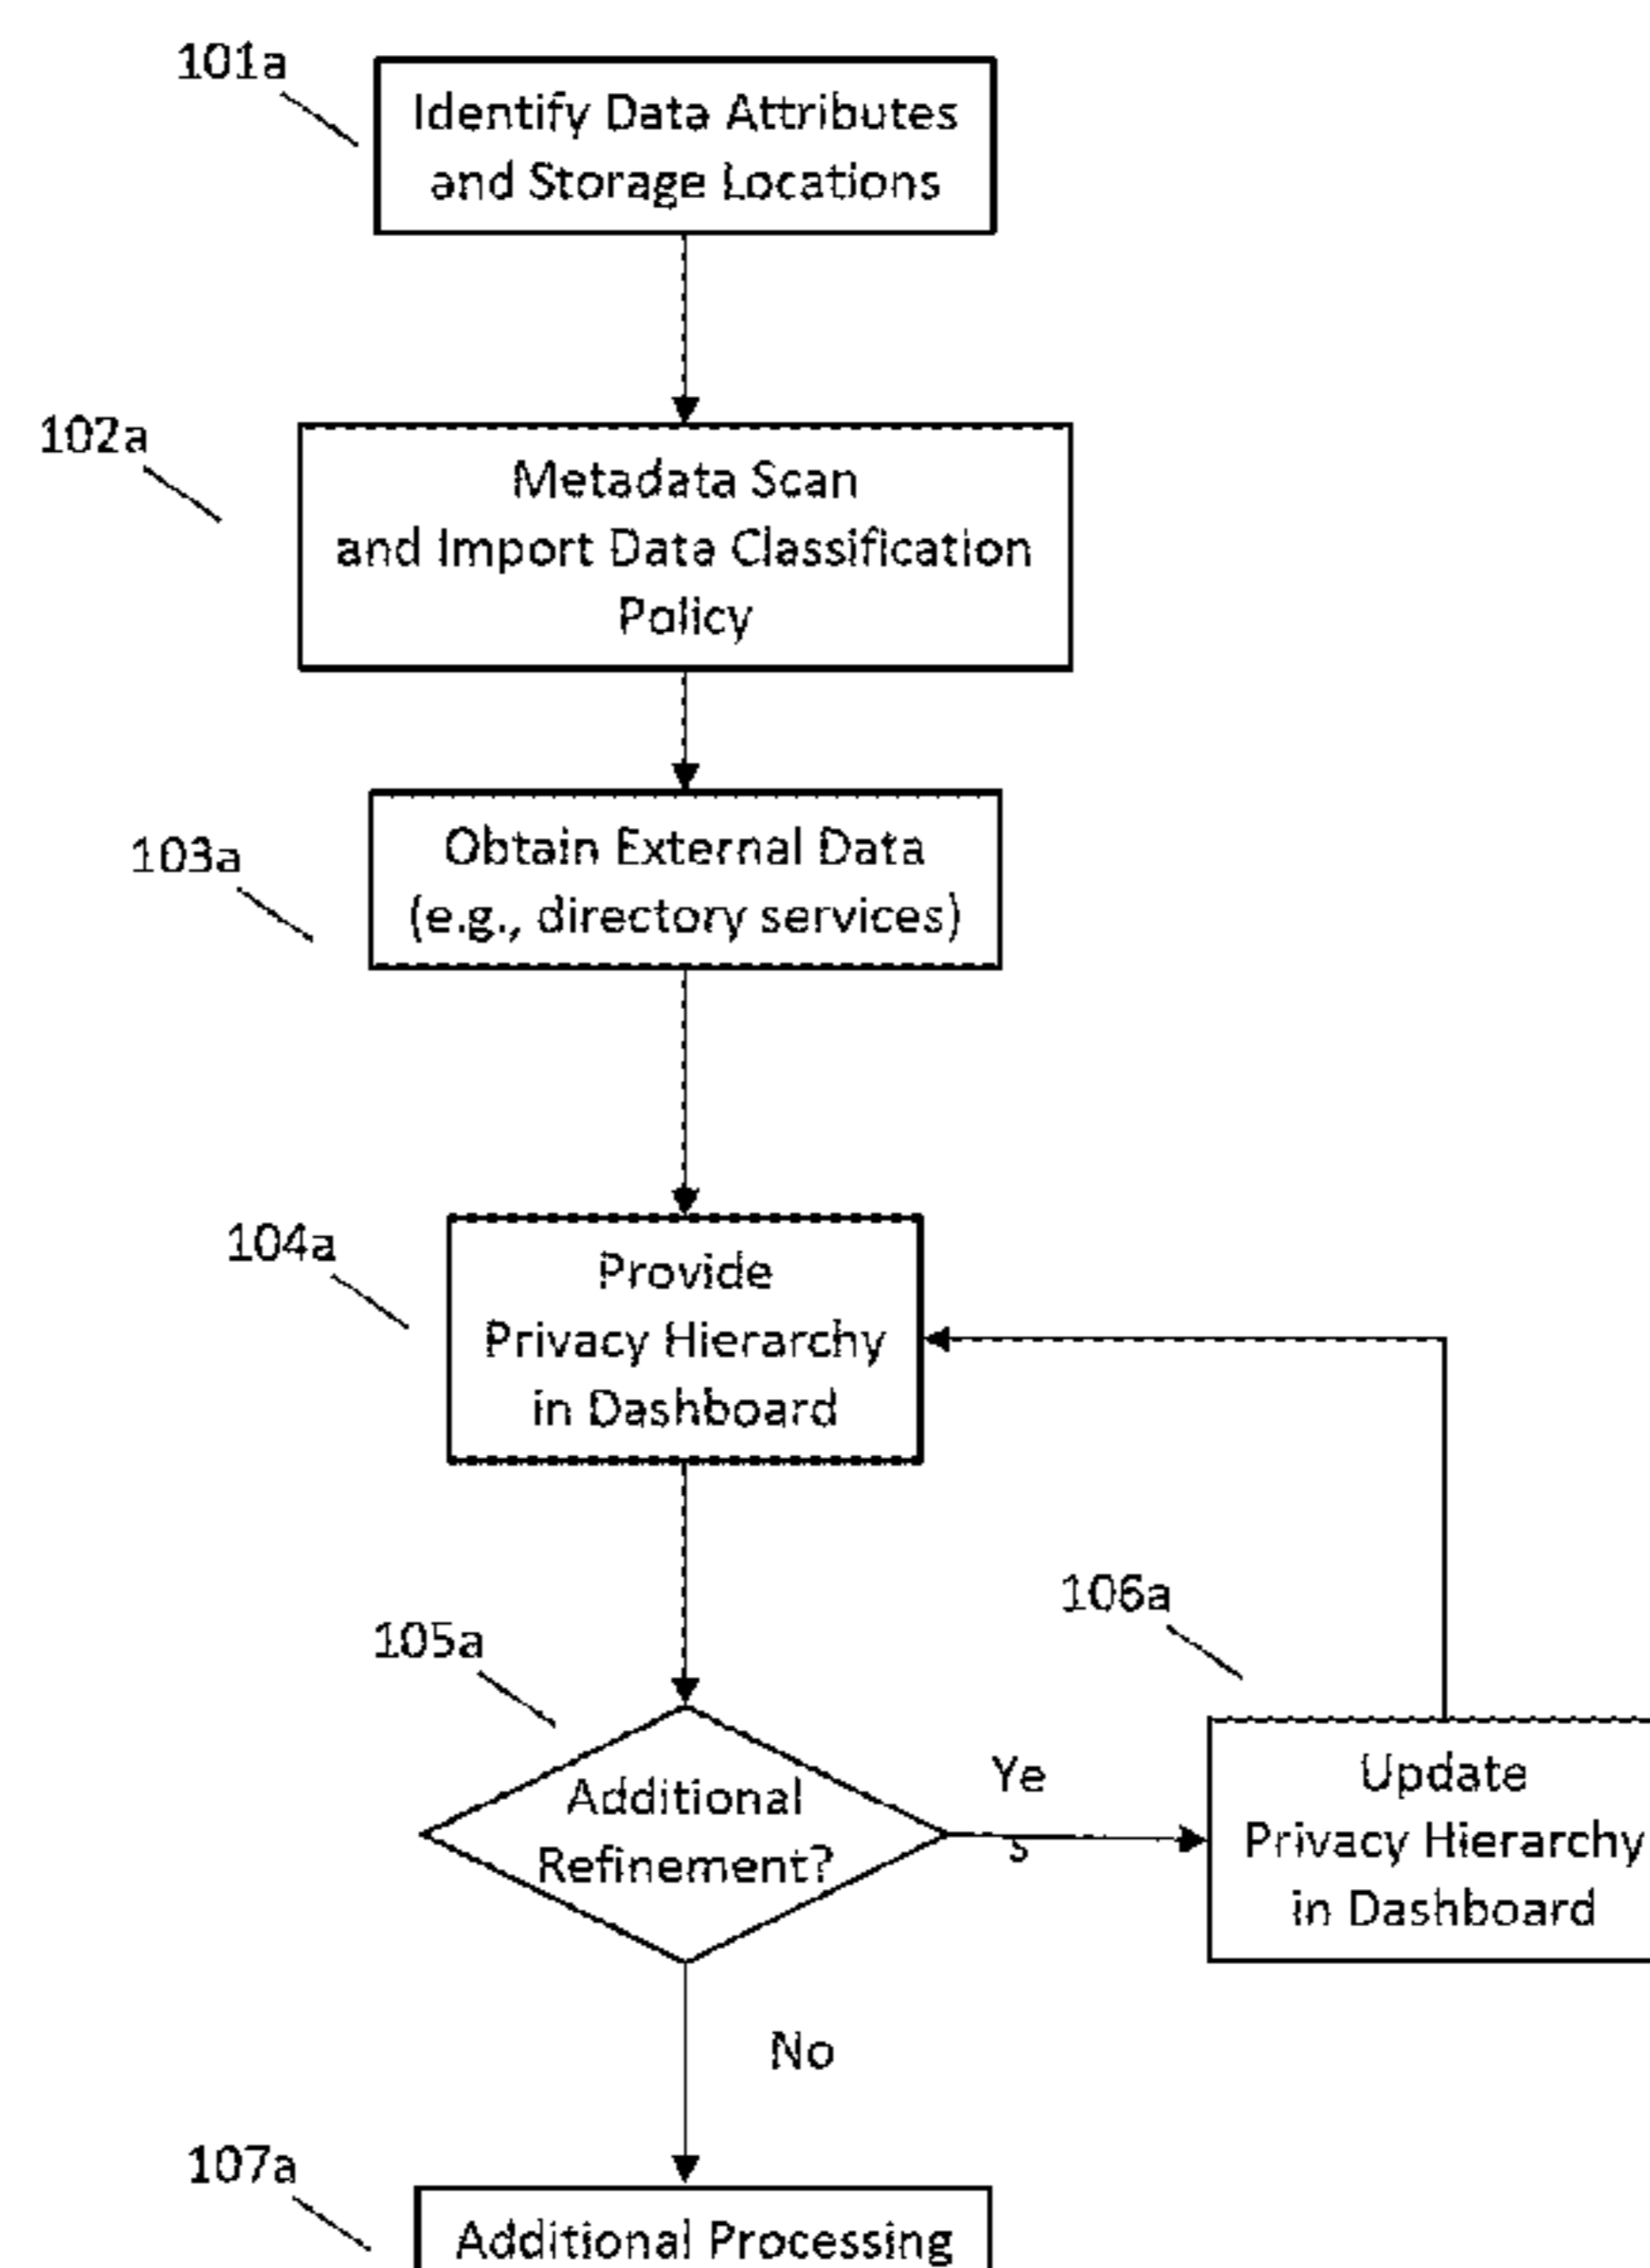 101a
Identify Data Attributes
and Storage Locations
102a
Metadata Scan
and Import Data Classification
Policy
103a
Obtain External Data
(e.g., directory services)
104a
Provide
Privacy Hierarchy
in Dashboard
106a
105a
Additional
Refinement?
Ye
s
Update
Privacy Hierarchy
in Dashboard
No
107a
Additional Processing